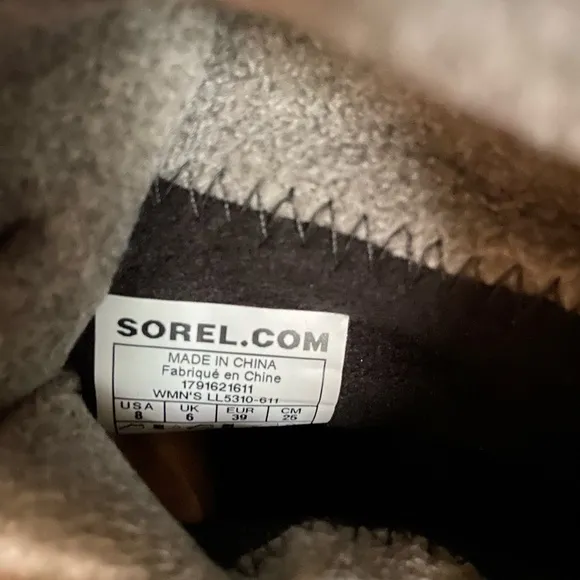 SOREL.COM
MADE IN CHINA
Fabriqué en Chine
1791621611
WMN'S LL5310-611
USA UK EUR CM
8 6 39 25